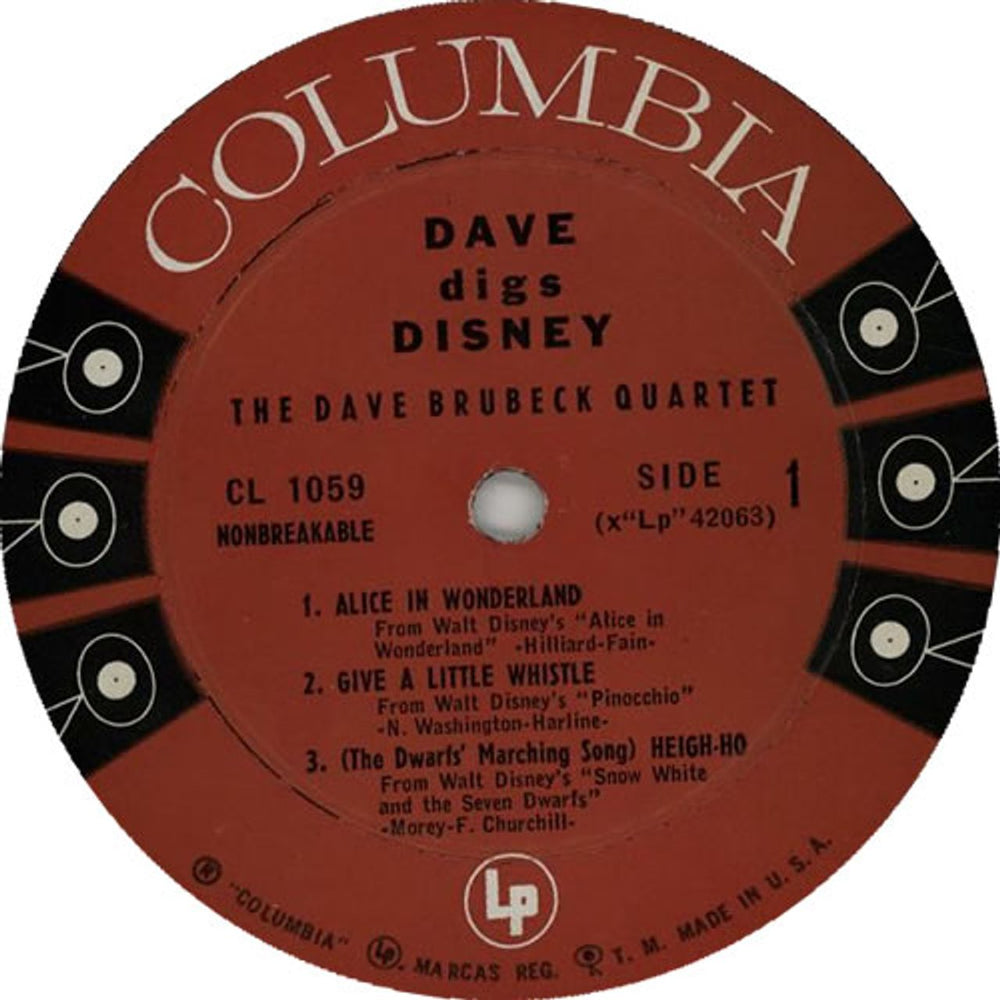 COLUMBIA
DAVE
digs
DISNEY
THE DAVE BRUBECK QUARTET
CL 1059
NONBREAKABLE
SIDE 1
(x"Lp" 42063)
1. ALICE IN WONDERLAND
From Walt Disney's "Alice in
Wonderland" -Hilliard-Fain-
2. GIVE A LITTLE WHISTLE
From Walt Disney's "Pinocchio"
-N. Washington-Harline-
3. (The Dwarfs' Marching Song) HEIGH-HO
From Walt Disney's "Snow White
and the Seven Dwarfs"
-Morey-F. Churchill-
Lp
® "COLUMBIA" Lp. MARCAS REG. T. M. MADE IN U. S. A.